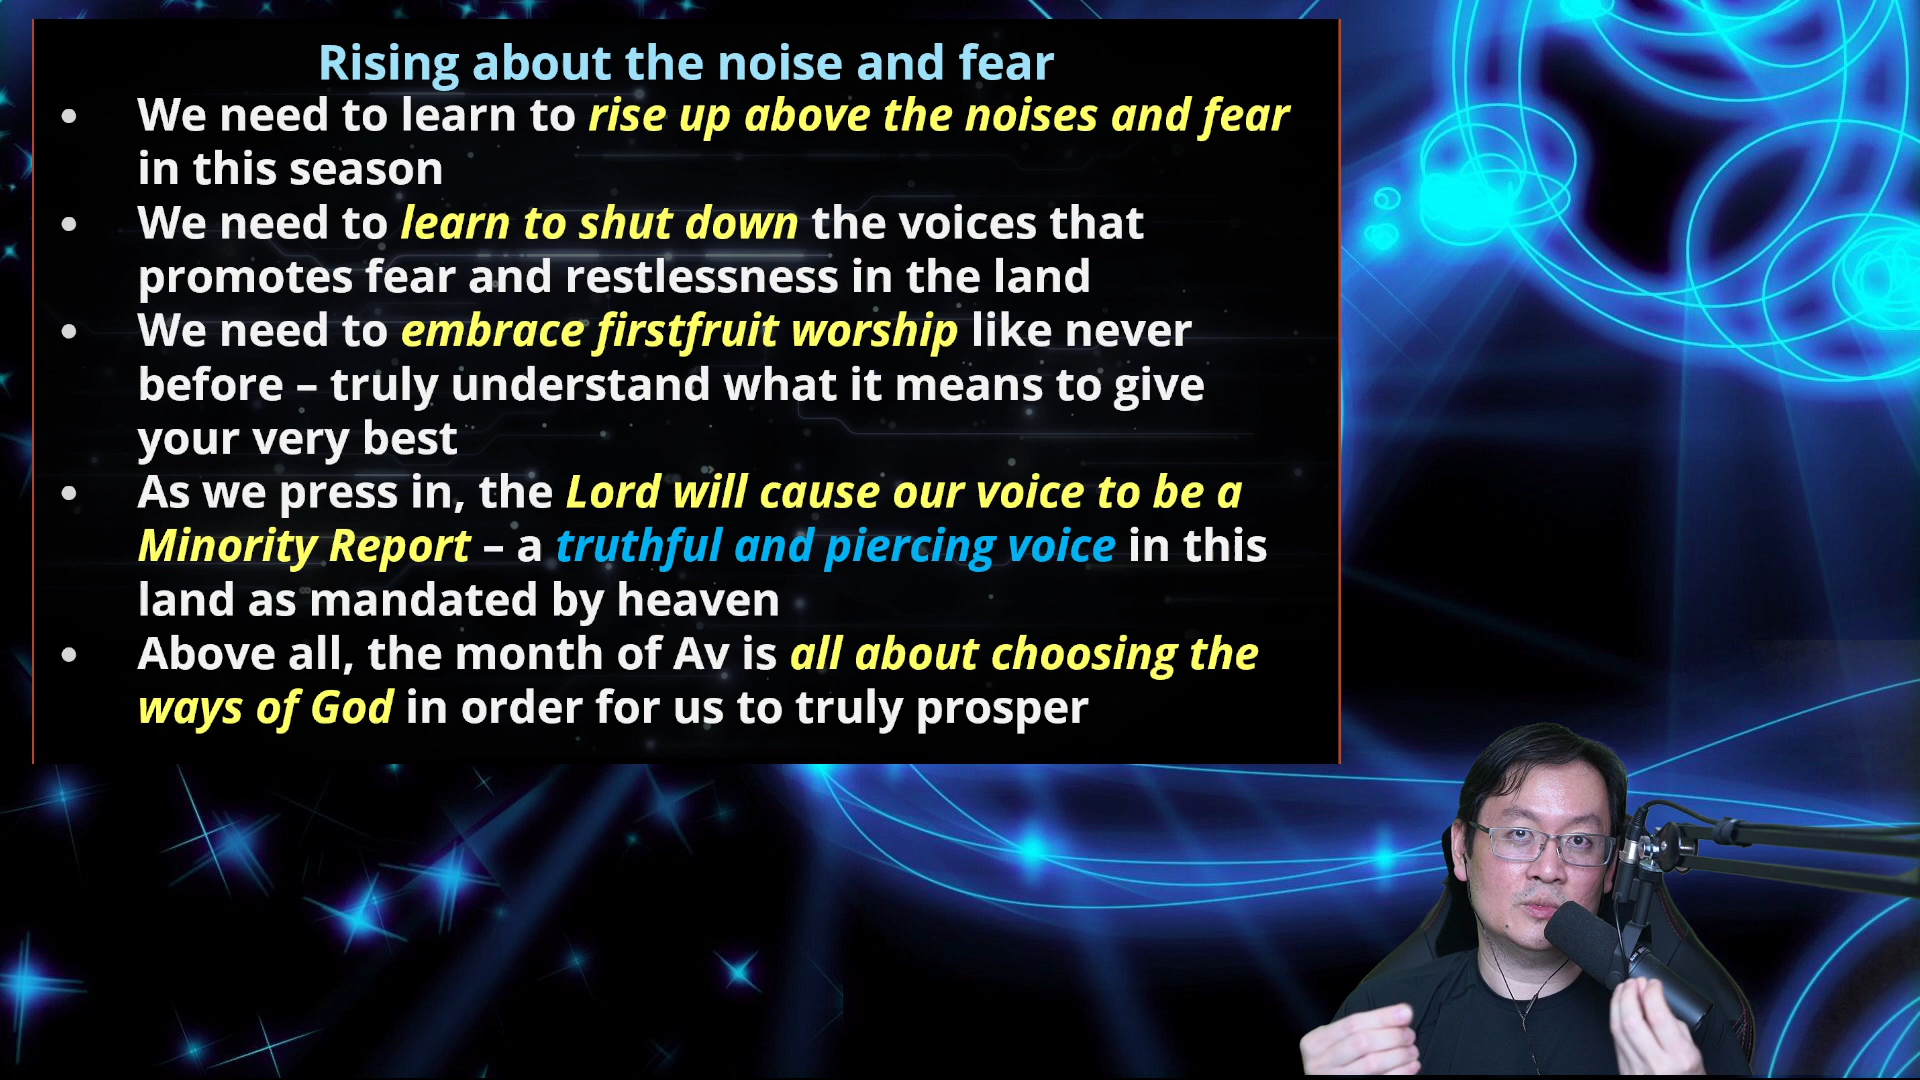 Rising about the noise and fear
• We need to learn to rise up above the noises and fear
in this season
• We need to learn to shut down the voices that
promotes fear and restlessness in the land
• We need to embrace firstfruit worship like never
before – truly understand what it means to give
your very best
• As we press in, the Lord will cause our voice to be a
Minority Report – a truthful and piercing voice in this
land as mandated by heaven
• Above all, the month of Av is all about choosing the
ways of God in order for us to truly prosper